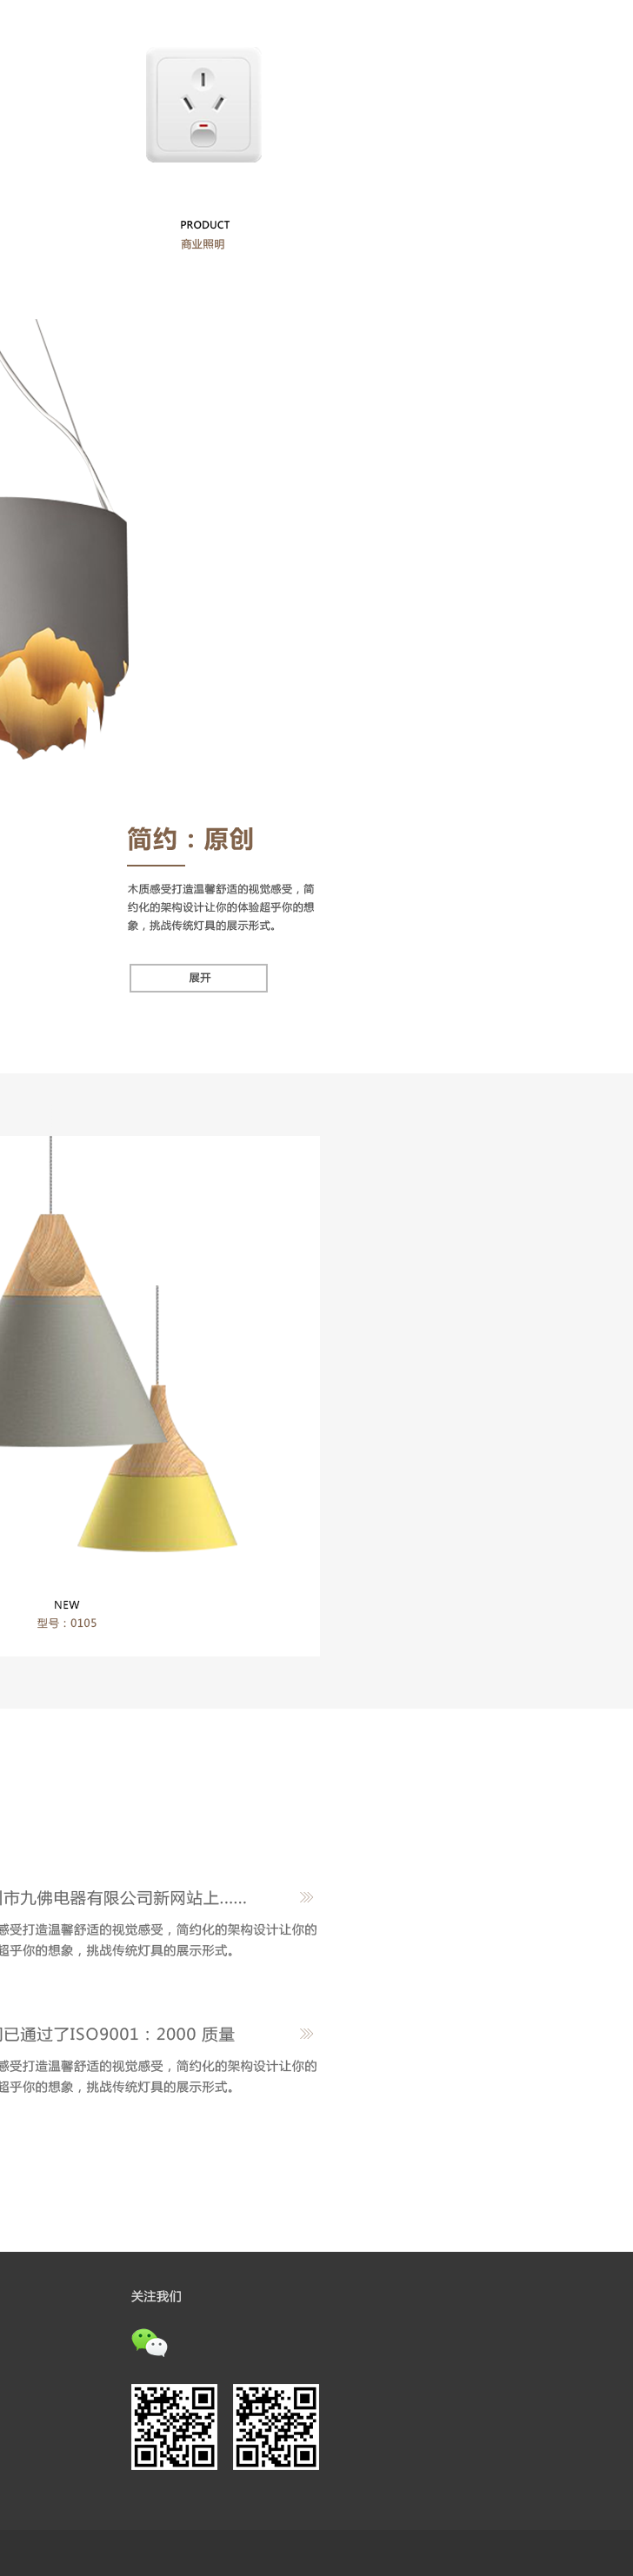 PRODUCT
商业照明
简约：原创
木质感受打造温馨舒适的视觉感受，简
约化的架构设计让你的体验超乎你的想
象，挑战传统灯具的展示形式。
展开
NEW
型号：0105
市九佛电器有限公司新网站上......
感受打造温馨舒适的视觉感受，简约化的架构设计让你的
超乎你的想象，挑战传统灯具的展示形式。
已通过了ISO9001：2000 质量
感受打造温馨舒适的视觉感受，简约化的架构设计让你的
超乎你的想象，挑战传统灯具的展示形式。
关注我们